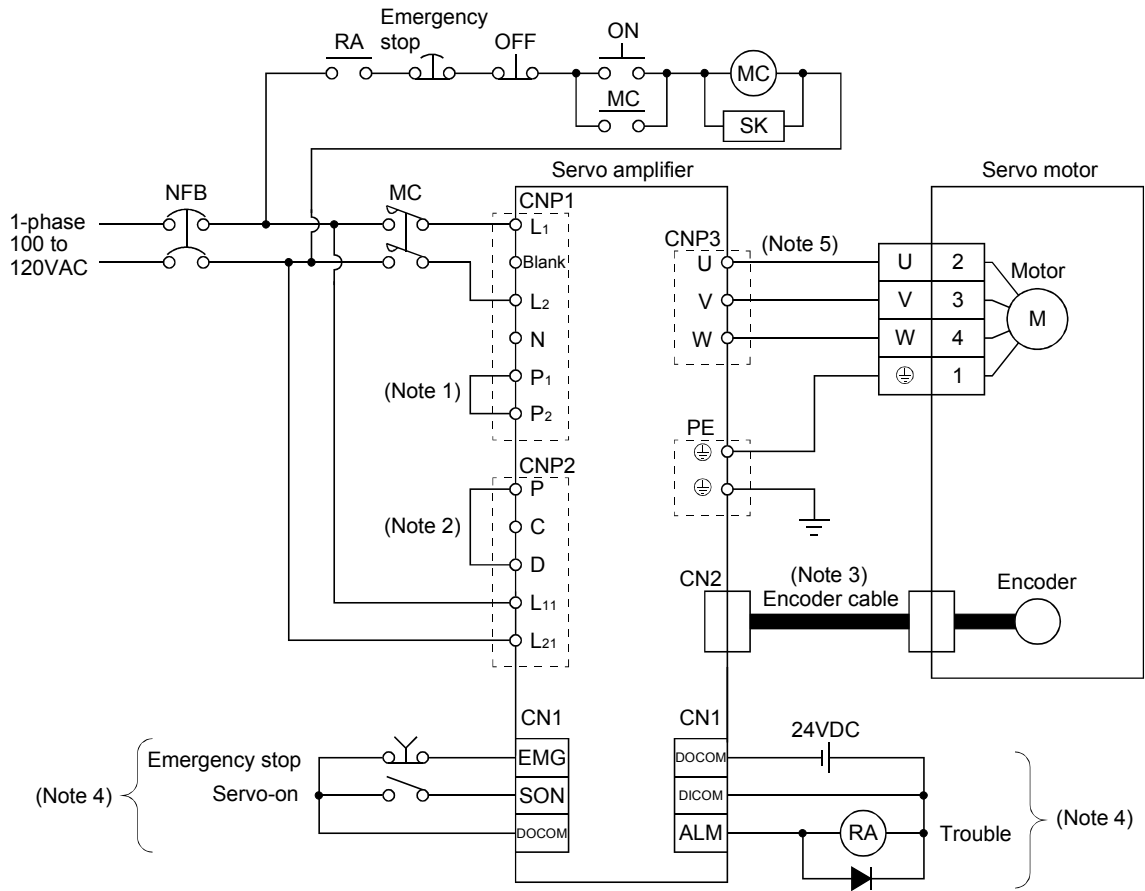 Emergency
stop
RA
OFF
ON
MC
MC
SK
Servo amplifier
Servo motor
NFB
MC
CNP1
1-phase
100 to
120VAC
L1
Blank
L2
N
P1
P2
(Note 1)
CNP3
(Note 5)
U
V
W
U 2
V 3
W 4
1
Motor
M
PE
CNP2
P
C
D
L11
L21
(Note 2)
CN2
(Note 3)
Encoder cable
Encoder
CN1
CN1
24VDC
(Note 4)
Emergency stop
EMG
Servo-on
SON
DOCOM
DOCOM
DICOM
ALM
RA
Trouble
(Note 4)